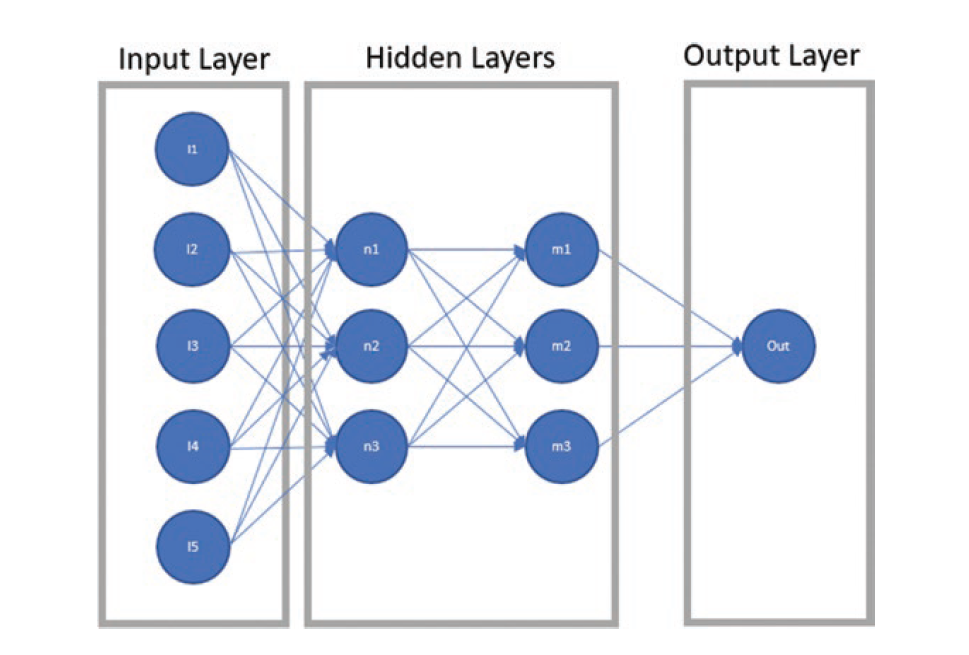 Input Layer
Hidden Layers
Output Layer
I1
I2
I3
I4
I5
n1
n2
n3
m1
m2
m3
Out